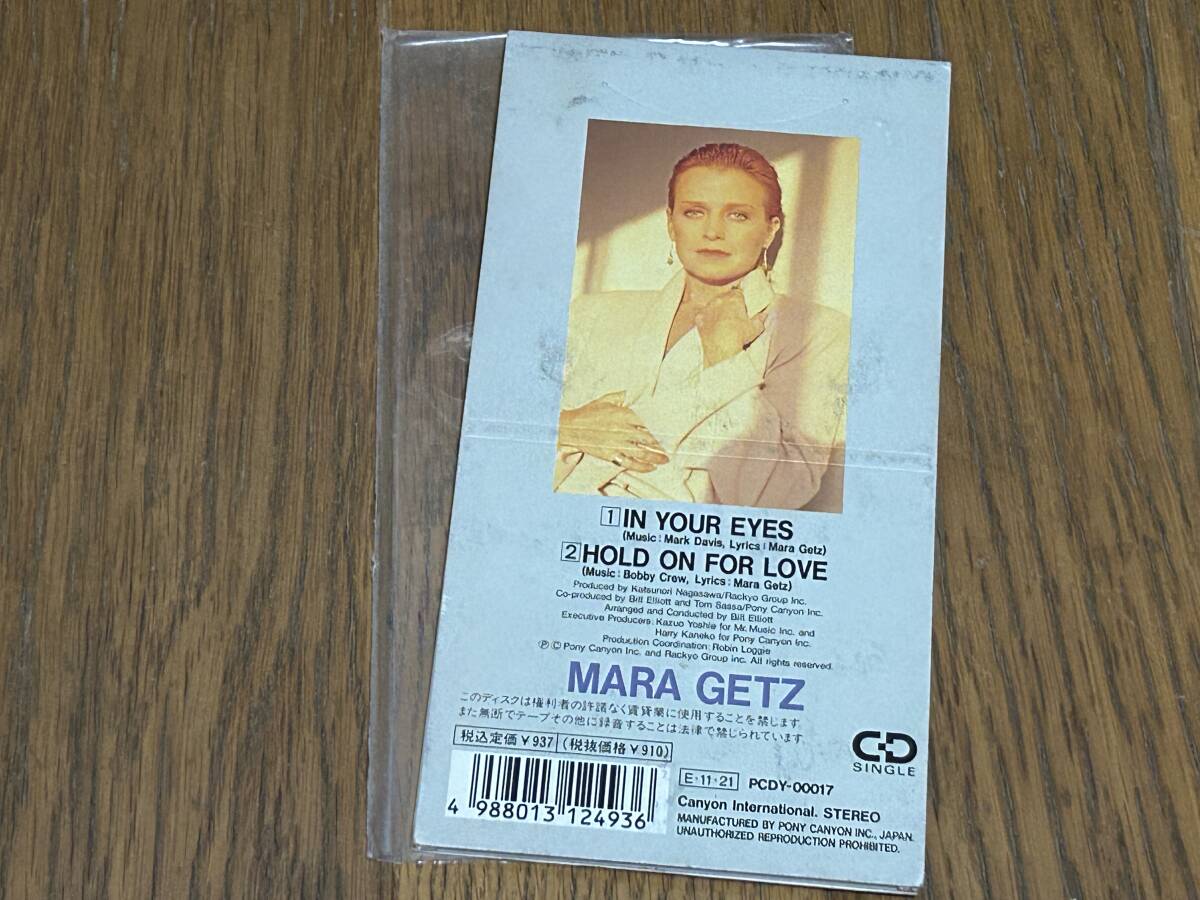 1 IN YOUR EYES
(Music: Mark Davis, Lyrics: Mara Getz)
2 HOLD ON FOR LOVE
(Music: Bobby Crew, Lyrics: Mara Getz)
Produced by Katsunori Nagasawa/Rackyo Group Inc.
Co-produced by Bill Elliott and Tom Sassa/Pony Canyon Inc.
Arranged and Conducted by Bill Elliott
Executive Producers: Kazuo Yoshie for Mr. Music Inc. and
Harry Kaneko for Pony Canyon Inc.
Production Coordination: Robin Loggie
Ⓟ Ⓒ Pony Canyon Inc. and Rackyo Group Inc. All rights reserved.
MARA GETZ
このディスクは権利者の許諾なく賃貸業に使用することを禁じます。
また無断でテープその他に録音することは法律で禁じられています。
税込定価¥937 (税抜価格¥910)
CD
SINGLE
E・11・21 PCDY-00017
Canyon International. STEREO
MANUFACTURED BY PONY CANYON INC., JAPAN.
UNAUTHORIZED REPRODUCTION PROHIBITED.
4 988013 124936